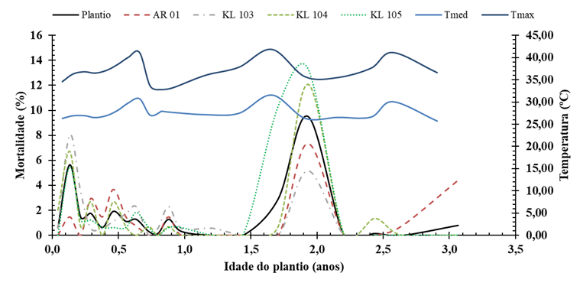 Plantio AR 01 KL 103 KL 104 KL 105 Tmed Tmax
16 45,00
14 40,00
12 35,00
10 30,00
8 25,00
6 20,00
4 15,00
2 10,00
0 5,00
0,00
Mortalidade (%)
Temperatura (ºC)
0,0 0,5 1,0 1,5 2,0 2,5 3,0 3,5
Idade do plantio (anos)